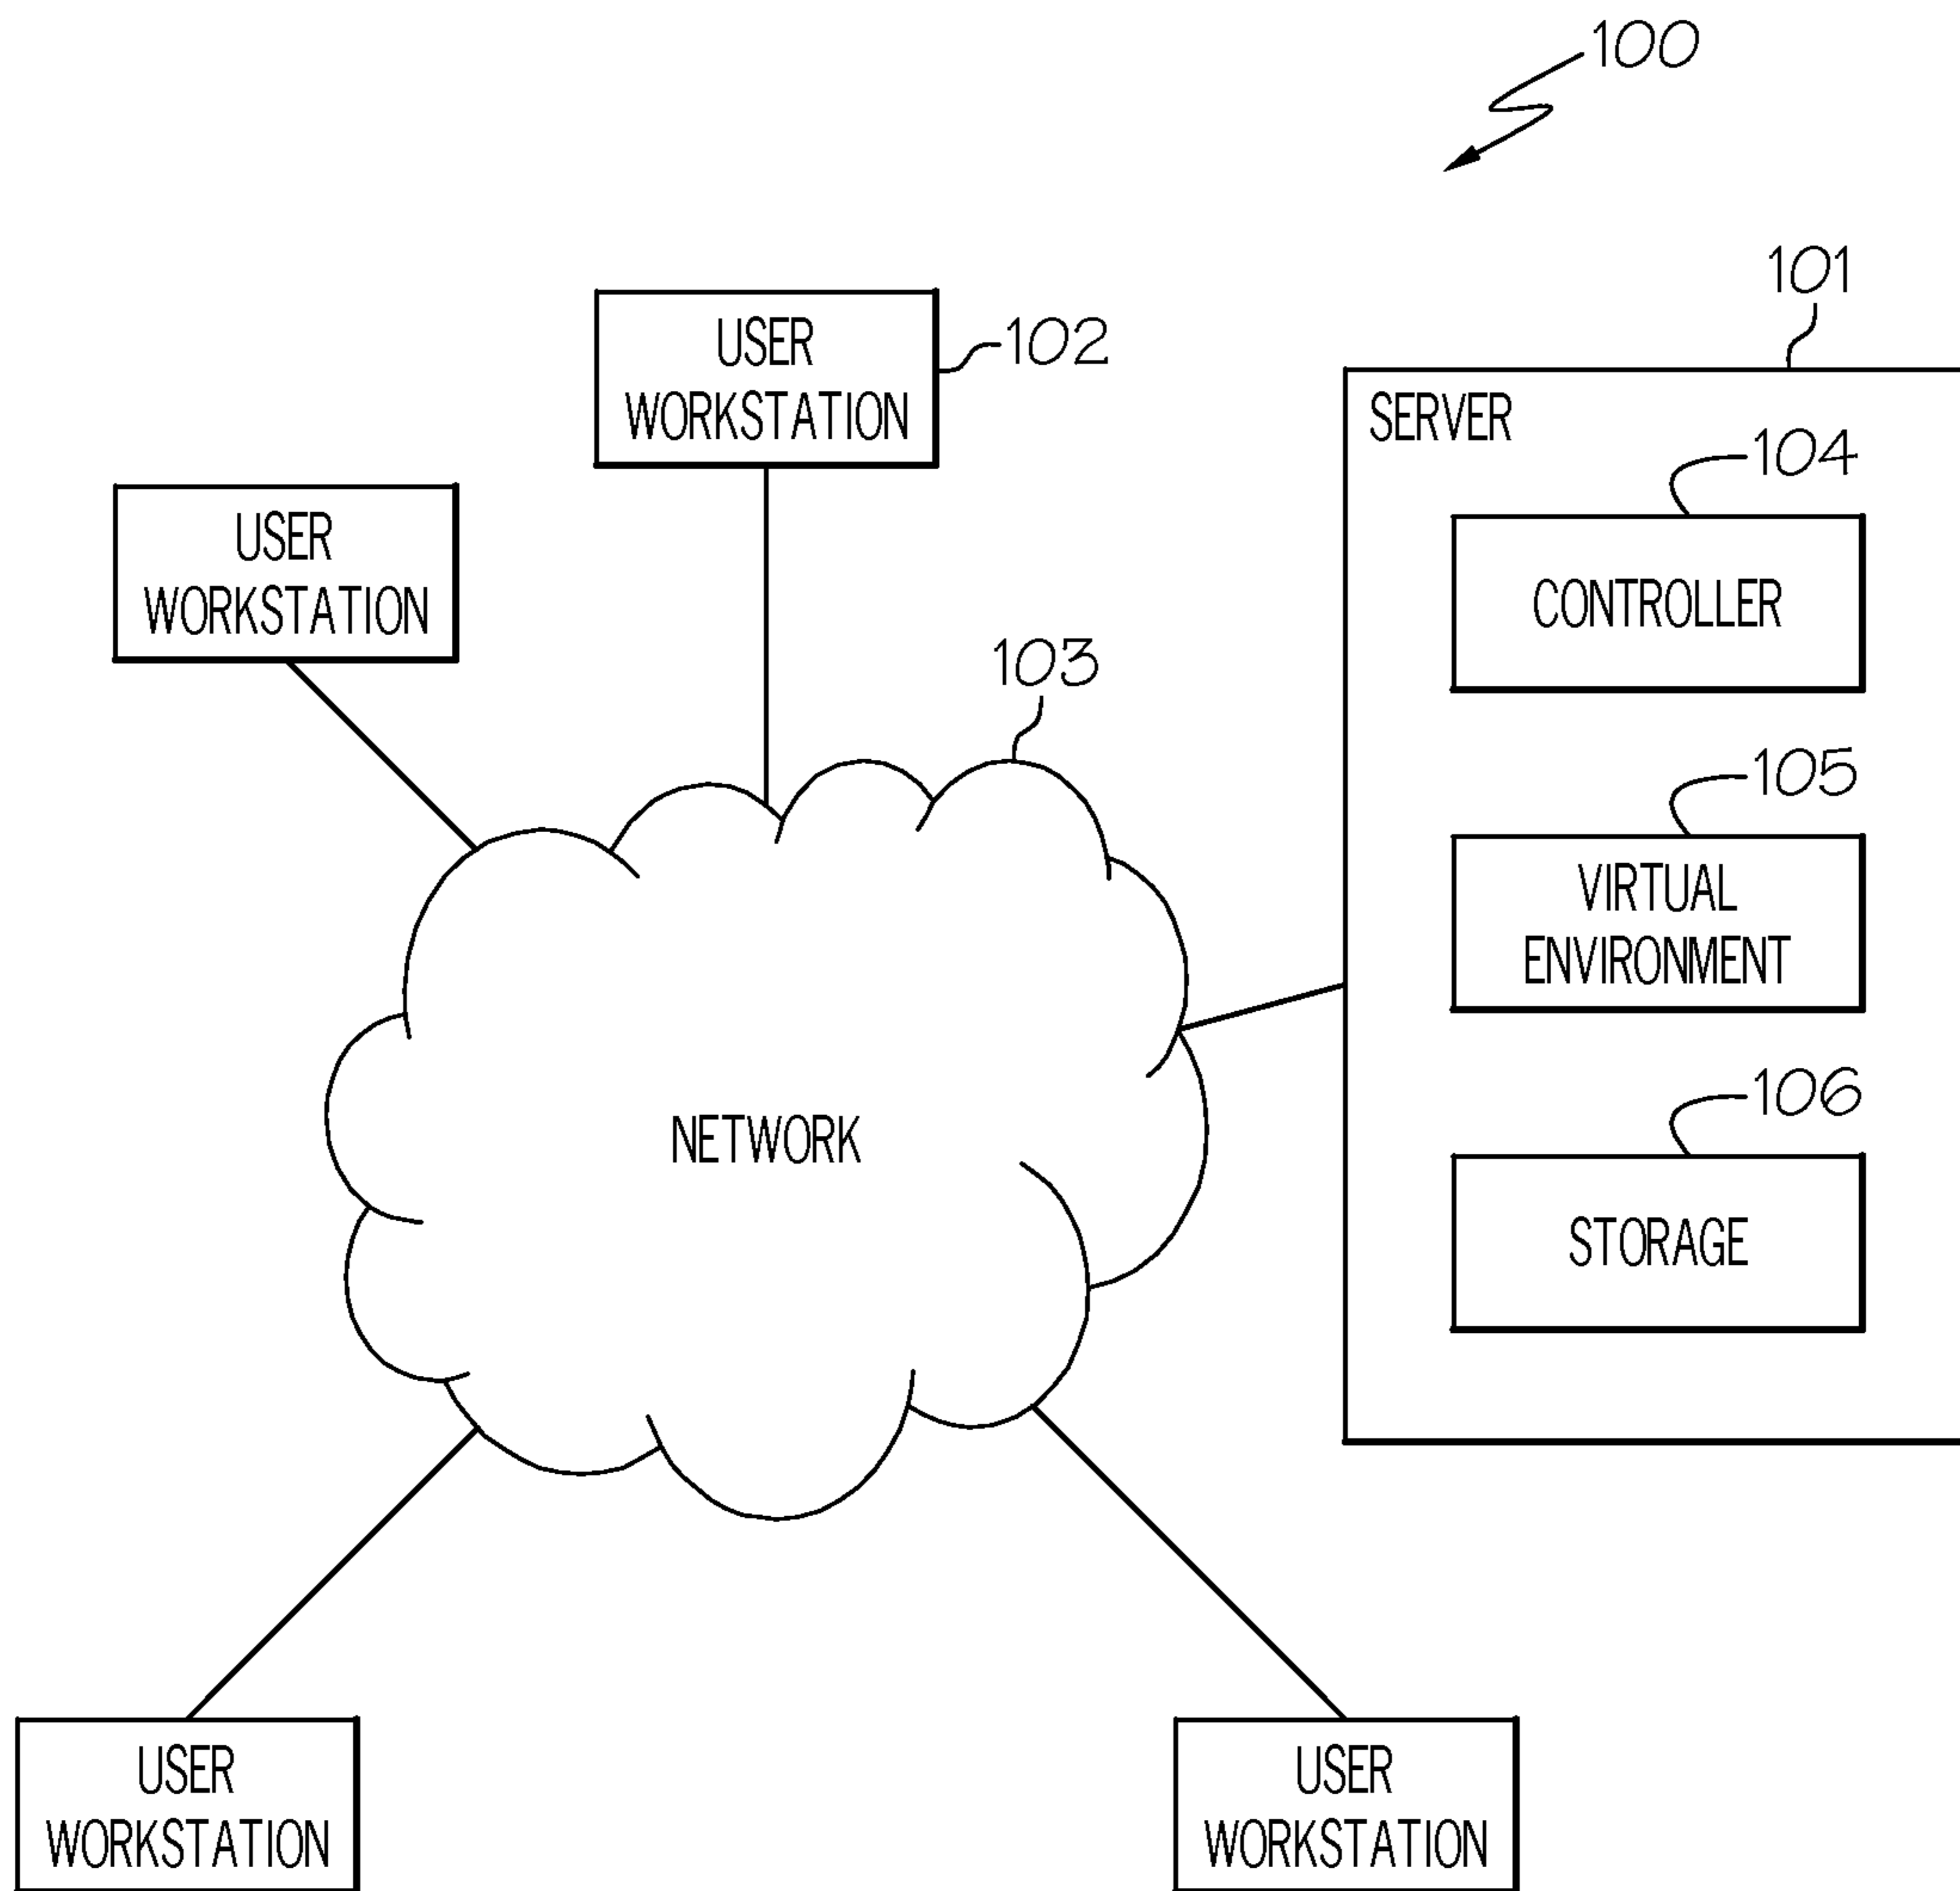 100
101
USER
WORKSTATION
102
SERVER
104
CONTROLLER
USER
WORKSTATION
103
105
VIRTUAL
ENVIRONMENT
NETWORK
106
STORAGE
USER
WORKSTATION
USER
WORKSTATION